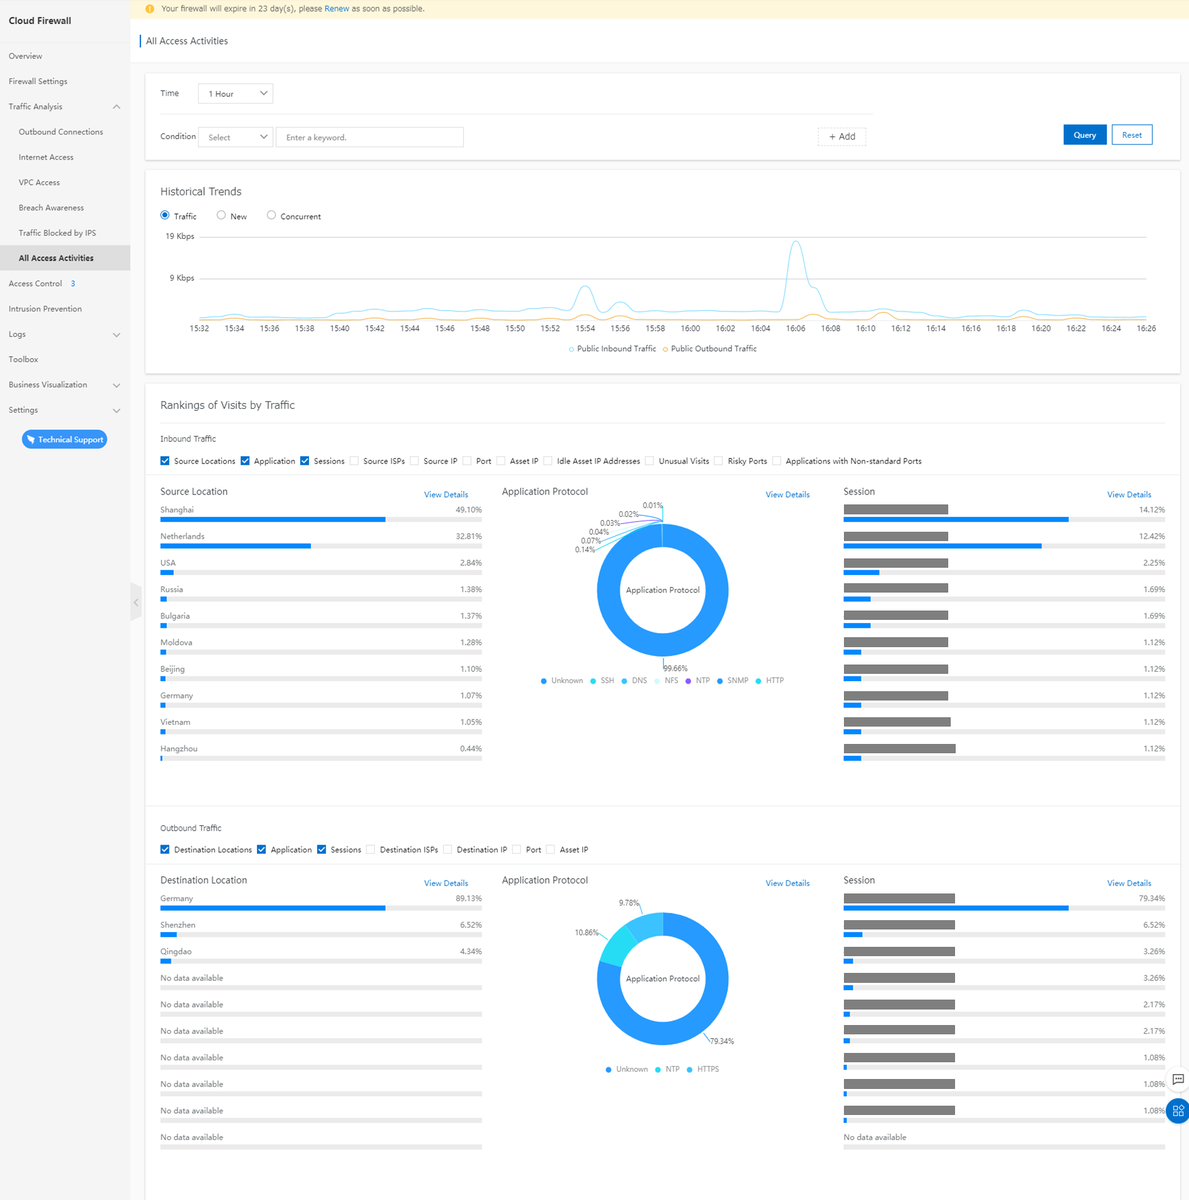 Cloud Firewall
Your firewall will expire in 23 day(s), please Renew as soon as possible.
Overview
Firewall Settings
Traffic Analysis
Outbound Connections
Internet Access
VPC Access
Breach Awareness
Traffic Blocked by IPS
All Access Activities
Access Control 3
Intrusion Prevention
Logs
Toolbox
Business Visualization
Settings
Technical Support
All Access Activities
Time 1 Hour
Condition Select Enter a keyword. + Add Query Reset
Historical Trends
Traffic New Concurrent
19 Kbps
9 Kbps
15:32 15:34 15:36 15:38 15:40 15:42 15:44 15:46 15:48 15:50 15:52 15:54 15:56 15:58 16:00 16:02 16:04 16:06 16:08 16:10 16:12 16:14 16:16 16:18 16:20 16:22 16:24 16:26
Public Inbound Traffic Public Outbound Traffic
Rankings of Visits by Traffic
Inbound Traffic
Source Locations Application Sessions Source ISPs Source IP Port Asset IP Idle Asset IP Addresses Unusual Visits Risky Ports Applications with Non-standard Ports
Source Location View Details
Shanghai 49.10%
Netherlands 32.81%
USA 2.84%
Russia 1.38%
Bulgaria 1.37%
Moldova 1.28%
Beijing 1.10%
Germany 1.07%
Vietnam 1.05%
Hangzhou 0.44%
Application Protocol View Details
0.01%
0.02%
0.03%
0.04%
0.07%
0.14%
Application Protocol
99.66%
Unknown SSH DNS NFS NTP SNMP HTTP
Session View Details
14.12%
12.42%
2.25%
1.69%
1.69%
1.12%
1.12%
1.12%
1.12%
1.12%
Outbound Traffic
Destination Locations Application Sessions Destination ISPs Destination IP Port Asset IP
Destination Location View Details
Germany 89.13%
Shenzhen 6.52%
Qingdao 4.34%
No data available
No data available
No data available
No data available
No data available
No data available
No data available
Application Protocol View Details
9.78%
10.86%
Application Protocol
79.34%
Unknown NTP HTTPS
Session View Details
79.34%
6.52%
3.26%
3.26%
2.17%
2.17%
1.08%
1.08%
1.08%
No data available